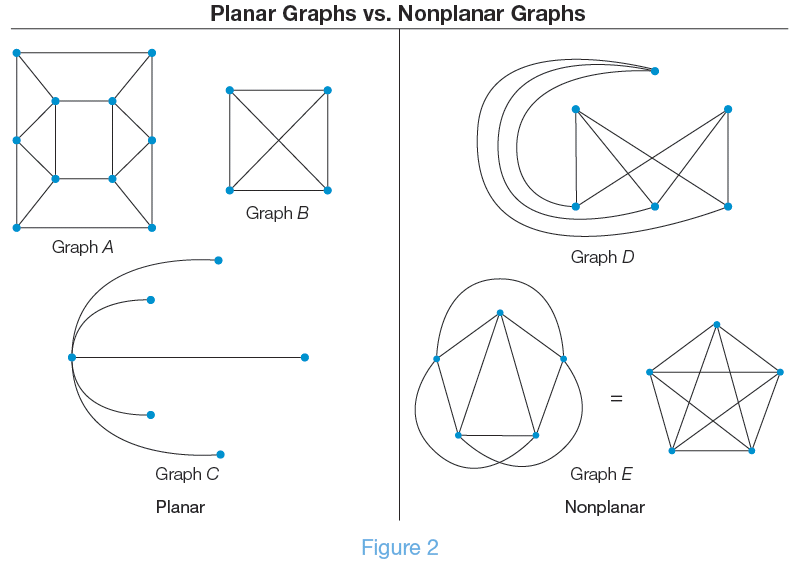 Planar Graphs vs. Nonplanar Graphs
Graph A
Graph B
Graph C
Planar
Graph D
=
Graph E
Nonplanar
Figure 2